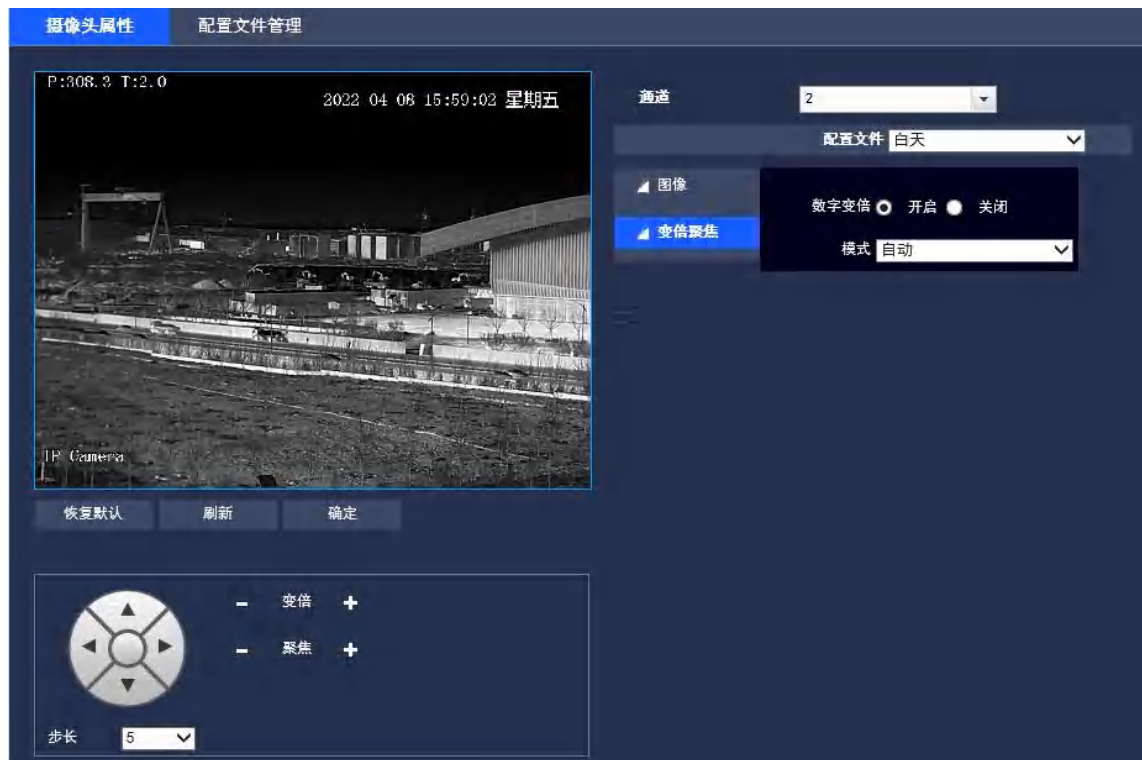 摄像头属性 配置文件管理
P:308.3 T:2.0
2022 04 08 15:59:02 星期五
IP Camera
恢复默认 刷新 确定
- 变倍 +
- 聚焦 +
步长 5
通道 2
配置文件 白天
图像
变倍聚焦
数字变倍 开启 关闭
模式 自动